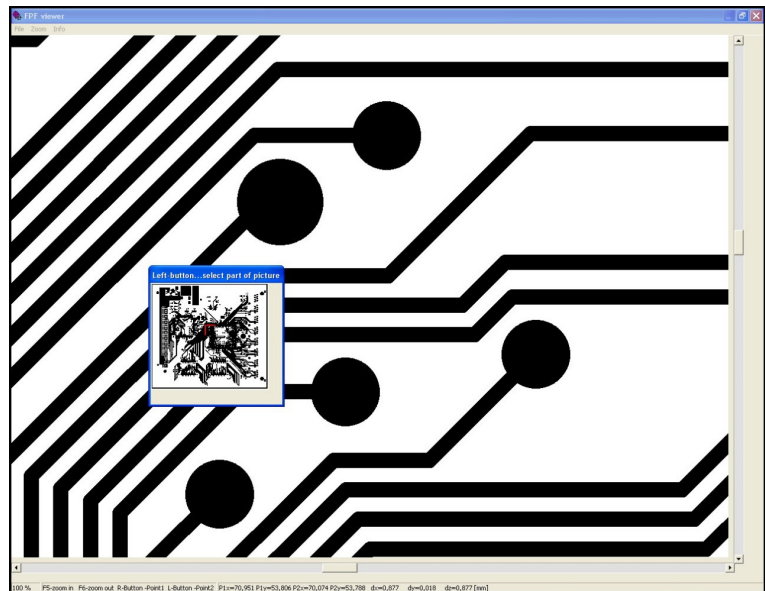 FPF viewer
File Zoom Info
Left-button...select part of picture
100 % F5-zoom in F6-zoom out R-Button -Point1 L-Button -Point2 P1x=70,951 P1y=53,806 P2x=70,074 P2y=53,788 dx=0,877 dy=0,018 dz=0,877 [mm]